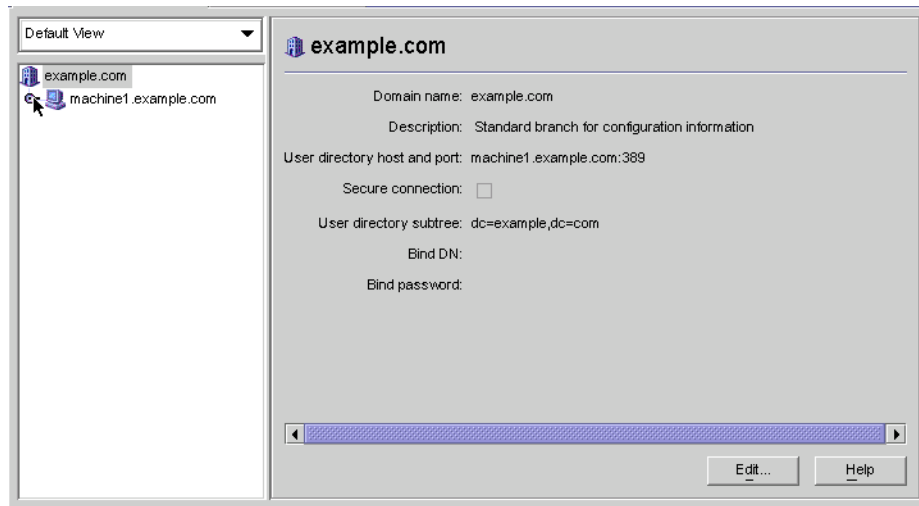 Default View
example.com
machine1.example.com
example.com
Domain name: example.com
Description: Standard branch for configuration information
User directory host and port: machine1.example.com:389
Secure connection:
User directory subtree: dc=example,dc=com
Bind DN:
Bind password:
Edit... Help